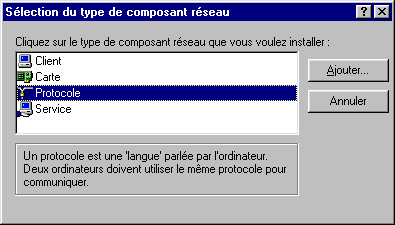 Sélection du type de composant réseau
Cliquez sur le type de composant réseau que vous voulez installer :
Client
Carte
Protocole
Service
Ajouter...
Annuler
Un protocole est une 'langue' parlée par l'ordinateur.
Deux ordinateurs doivent utiliser le même protocole pour
communiquer.